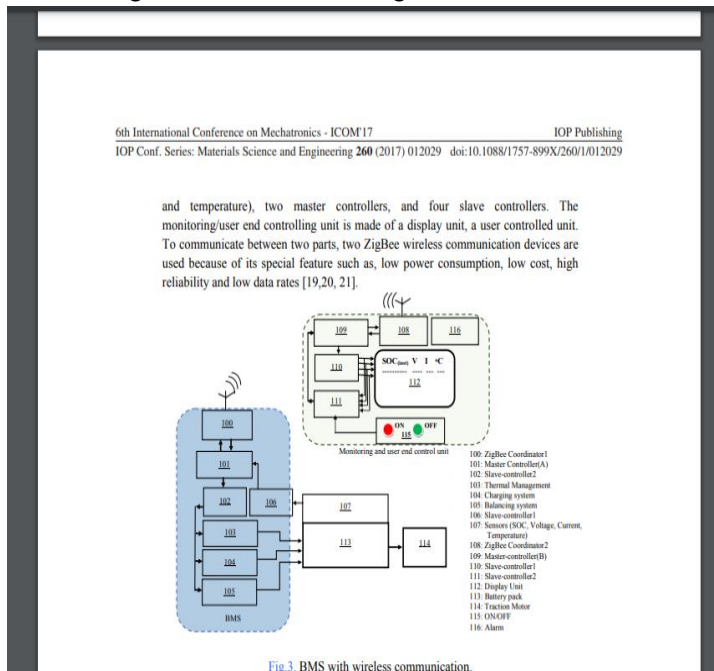 6th International Conference on Mechatronics - ICOM'17 IOP Publishing
IOP Conf. Series: Materials Science and Engineering 260 (2017) 012029 doi:10.1088/1757-899X/260/1/012029
and temperature), two master controllers, and four slave controllers. The
monitoring/user end controlling unit is made of a display unit, a user controlled unit.
To communicate between two parts, two ZigBee wireless communication devices are
used because of its special feature such as, low power consumption, low cost, high
reliability and low data rates [19,20, 21].
109 108 116
110
SOC V I °C
112
111
ON OFF
115
Monitoring and user end control unit
100
101
102 106 107
103
104
105
BMS
113 114
100: ZigBee Coordinator1
101: Master Controller(A)
102: Slave-controller2
103: Thermal Management
104: Charging system
105: Balancing system
106: Slave-controller1
107: Sensors (SOC, Voltage, Current,
Temperature)
108: ZigBee Coordinator2
109: Master-controller(B)
110: Slave-controller1
111: Slave-controller2
112: Display Unit
113: Battery pack
114: Traction Motor
115: ON/OFF
116: Alarm
Fig 3. BMS with wireless communication.